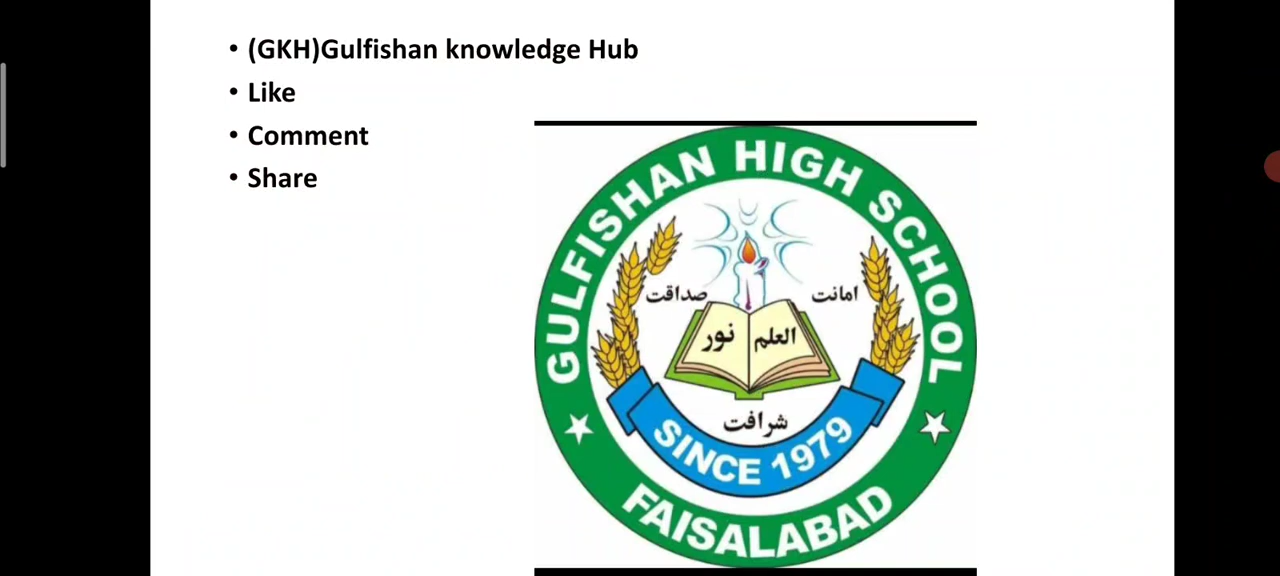 • (GKH)Gulfishan knowledge Hub
• Like
• Comment
• Share
GULFISHAN HIGH SCHOOL
امانت
صداقت
العلم نور
شرافت
SINCE 1979
FAISALABAD